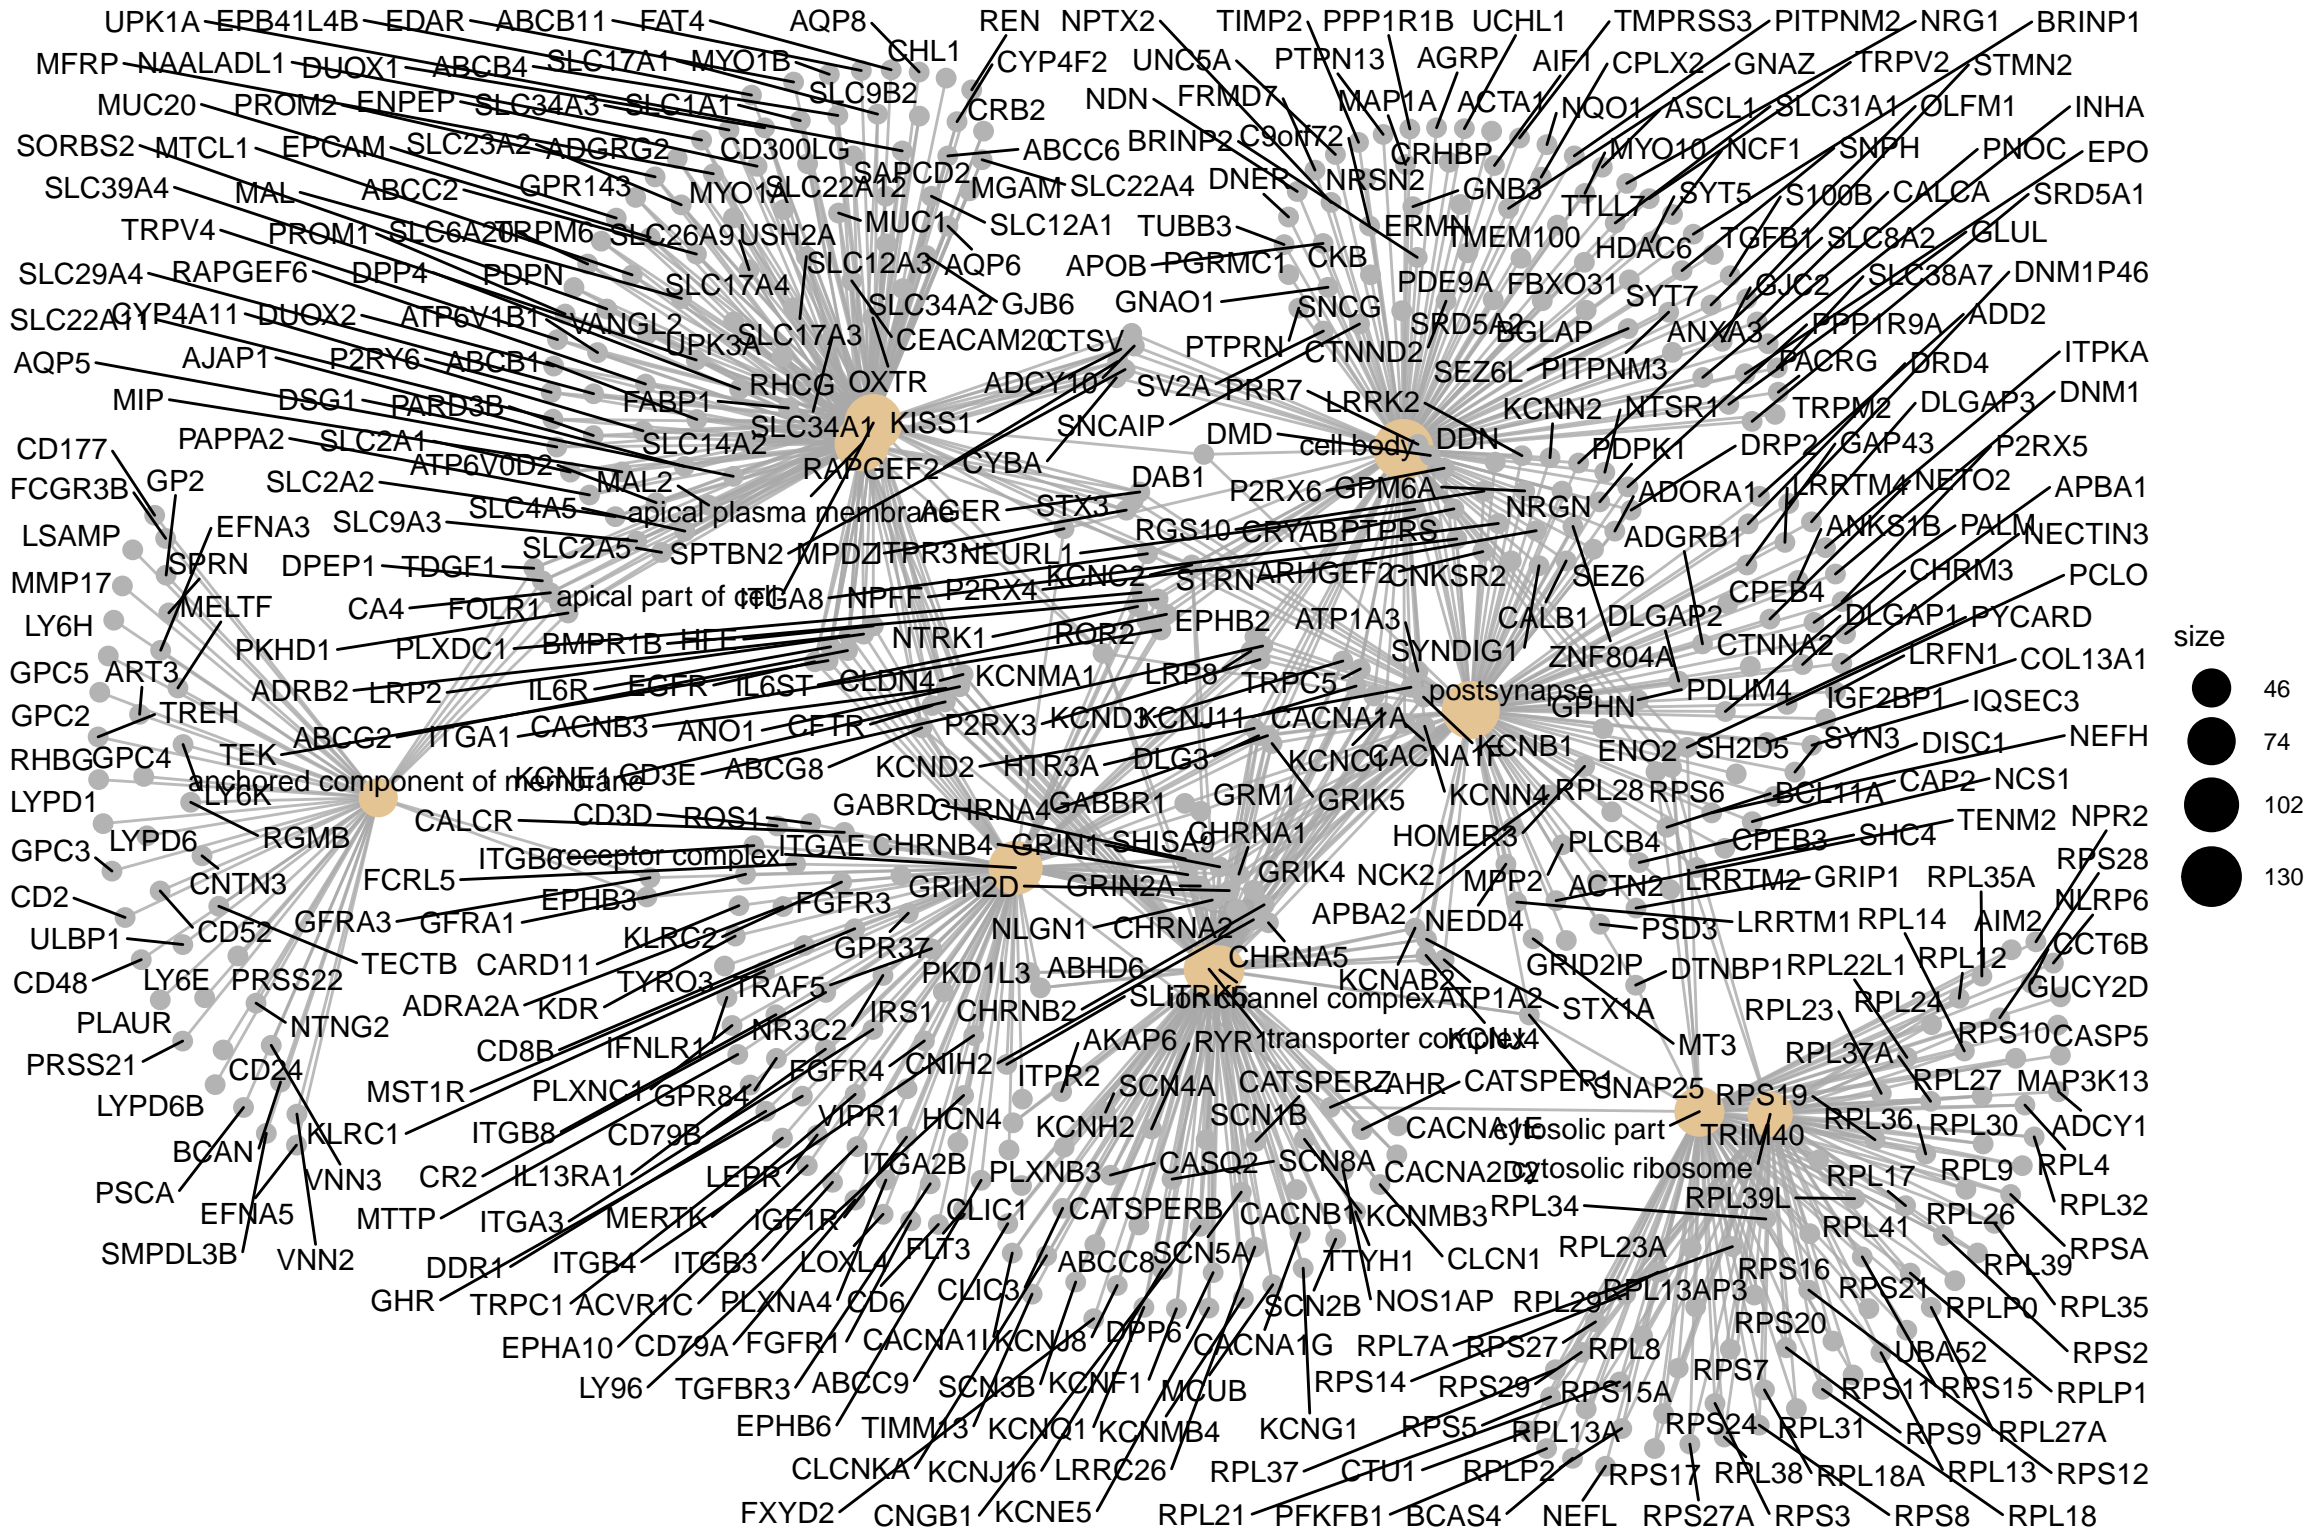 UPK1A EPB41L4B EDAR ABCB11 FAT4 AQP8 REN NPTX2 TIMP2 PPP1R1B UCHL1 TMPRSS3 PITPNM2 NRG1 BRINP1
MFRP NAALADL1 DUOX1 ABCB4 SLC17A1 MYO1B CHL1 CYP4F2 UNC5A PTPN13 AGRP AIF1 CPLX2 GNAZ TRPV2 STMN2
MUC20 PROM2 ENPEP SLC34A3 SLC1A1 SLC9B2 CRB2 NDN FRMD7 MAP1A ACTA1 NQO1 ASCL1 SLC31A1 OLFM1 INHA
SORBS2 MTCL1 EPCAM SLC23A2 ADGRG2 CD300LG SAPCD2 ABCC6 BRINP2 C9orf72 CRHBP MYO10 NCF1 SNPH PNOC EPO
SLC39A4 MAL ABCC2 GPR143 MYO1A SLC22A12 MGAM SLC22A4 DNER NRSN2 GNB3 TTLL7 SYT5 S100B CALCA SRD5A1
TRPV4 PROM1 SLC6A20 TRPM6 SLC26A9 USH2A MUC1 SLC12A1 TUBB3 ERMN TMEM100 HDAC6 TGFB1 SLC8A2 GLUL
SLC29A4 RAPGEF6 DPP4 PDPN SLC17A4 SLC12A3 AQP6 APOB PGRMC1 CKB PDE9A FBXO31 SYT7 GJC2 SLC38A7 DNM1P46
SLC22A11 CYP4A11 DUOX2 ATP6V1B1 VANGL2 UPK3A SLC17A3 SLC34A2 GJB6 GNAO1 SNCG SRD5A2 BGLAP ANXA3 PPP1R9A ADD2
AQP5 AJAP1 P2RY6 ABCB1 RHCG OXTR CEACAM20 CTSV PTPRN CTNND2 SEZ6L PITPNM3 PACRG DRD4 ITPKA
MIP DSG1 PARD3B FABP1 SLC34A1 KISS1 ADCY10 SV2A PRR7 LRRK2 KCNN2 NTSR1 TRPM2 DLGAP3 DNM1
CD177 PAPPA2 SLC2A1 SLC14A2 SNCAIP DMD cell body DDN PDPK1 DRP2 GAP43 P2RX5
FCGR3B GP2 SLC2A2 ATP6V0D2 MAL2 RAPGEF2 CYBA DAB1 P2RX6 GPM6A NRGN ADORA1 LRRTM4 NETO2 APBA1
LSAMP EFNA3 SLC9A3 SLC4A5 apical plasma membrane AGER STX3 RGS10 CRYAB PTPRS ADGRB1 ANKS1B PALM NECTIN3
MMP17 SPRN DPEP1 TDGF1 SLC2A5 SPTBN2 MPDZ ITPR3 NEURL1 KCNC2 STRN ARHGEF2 CNKSR2 SEZ6 CPEB4 CHRM3 PCLO
LY6H MELTF CA4 FOLR1 apical part of cell ITGA8 NPFF P2RX4 EPHB2 ATP1A3 CALB1 DLGAP2 DLGAP1 PYCARD
size
GPC5 ART3 PKHD1 PLXDC1 BMPR1B HFE NTRK1 ROR2 SYNDIG1 ZNF804A CTNNA2 LRFN1 COL13A1
GPC2 TREH ADRB2 LRP2 IL6R EGFR IL6ST CLDN4 KCNMA1 LRP8 TRPC5 postsynapse GPHN PDLIM4 IGF2BP1 IQSEC3
46
RHBG GPC4 TEK ABCG2 ITGA1 CACNB3 ANO1 CFTR P2RX3 KCND3 KCNJ11 CACNA1A KCNB1 ENO2 SH2D5 SYN3 DISC1 NEFH
74
LYPD1 LY6K anchored component of membrane KCNE1 CD3E ABCG8 KCND2 HTR3A DLG3 KCNC1 CACNA1F KCNN4 RPL28 RPS6 BCL11A CAP2 NCS1
102
GPC3 LYPD6 RGMB CALCR CD3D ROS1 GABRD CHRNA4 GABBR1 GRM1 GRIK5 HOMER3 PLCB4 CPEB3 SHC4 TENM2 NPR2
130
CD2 CNTN3 FCRL5 ITGB6 receptor complex ITGAE CHRNB4 GRIN1 SHISA9 CHRNA1 GRIK4 NCK2 MPP2 ACTN2 LRRTM2 GRIP1 RPL35A RPS28
ULBP1 CD52 GFRA3 GFRA1 EPHB3 FGFR3 GRIN2D GRIN2A APBA2 NEDD4 LRRTM1 RPL14 AIM2 NLRP6
CD48 LY6E PRSS22 TECTB CARD11 KLRC2 GPR37 NLGN1 CHRNA2 CHRNA5 KCNAB2 GRID2IP PSD3 DTNBP1 RPL22L1 RPL12 CCT6B
PLAUR NTNG2 ADRA2A KDR TYRO3 TRAF5 PKD1L3 ABHD6 SLITRK5 ion channel complex ATP1A2 STX1A RPL23 RPL24 GUCY2D
PRSS21 CD24 CD8B IFNLR1 NR3C2 IRS1 CHRNB2 AKAP6 RYR1 transporter complex KCNJ4 MT3 RPL37A RPS10 CASP5
LYPD6B MST1R PLXNC1 GPR84 FGFR4 CNIH2 ITPR2 SCN4A CATSPERZ AHR CATSPER1 SNAP25 RPS19 RPL27 MAP3K13
BCAN KLRC1 ITGB8 CD79B VIPR1 HCN4 KCNH2 SCN1B CACNA1E cytosolic part TRIM40 RPL36 RPL30 ADCY1
PSCA VNN3 CR2 IL13RA1 LEPR ITGA2B PLXNB3 CASQ2 SCN8A CACNA2D2 cytosolic ribosome RPL17 RPL9 RPL4
EFNA5 MTTP ITGA3 MERTK IGF1R CLIC1 CATSPERB CACNB1 KCNMB3 RPL34 RPL39L RPL41 RPL26 RPL32
SMPDL3B VNN2 DDR1 ITGB4 ITGB3 LOXL4 FLT3 ABCC8 SCN5A TTYH1 CLCN1 RPL23A RPS16 RPL39 RPSA
GHR TRPC1 ACVR1C PLXNA4 CD6 CLIC3 SCN2B NOS1AP RPL29 RPL13AP3 RPS21 RPLP0 RPL35
EPHA10 CD79A FGFR1 CACNA1I KCNJ8 DPP6 CACNA1G RPL7A RPS27 RPL8 RPS20 UBA52 RPS2
LY96 TGFBR3 ABCC9 SCN3B KCNF1 MCUB RPS14 RPS29 RPS15A RPS7 RPS11 RPS15 RPLP1
EPHB6 TIMM13 KCNQ1 KCNMB4 KCNG1 RPS5 RPL13A RPS24 RPL31 RPS9 RPL27A
CLCNKA KCNJ16 LRRC26 RPL37 CTU1 RPLP2 RPS17 RPL38 RPL18A RPL13 RPS12
FXYD2 CNGB1 KCNE5 RPL21 PFKFB1 BCAS4 NEFL RPS27A RPS3 RPS8 RPL18